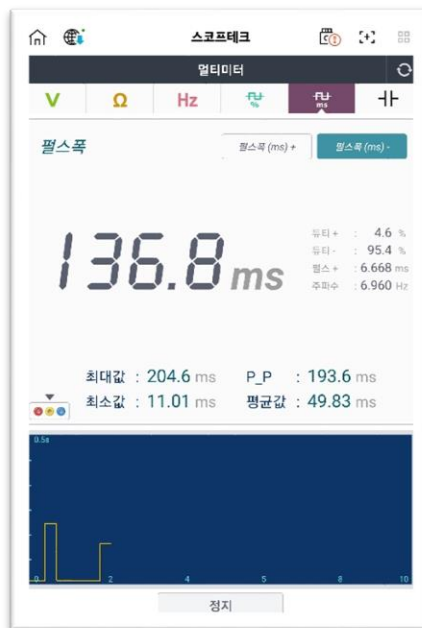 스코프테크
멀티미터
V Ω Hz % ms
펄스폭 펄스폭 (ms) + 펄스폭 (ms) -
136.8 ms
듀티 + : 4.6 %
듀티 - : 95.4 %
펄스 + : 6.668 ms
주파수 : 6.960 Hz
최대값 : 204.6 ms P_P : 193.6 ms
최소값 : 11.01 ms 평균값 : 49.83 ms
0.5s
0 2 4 5 8 10
정지